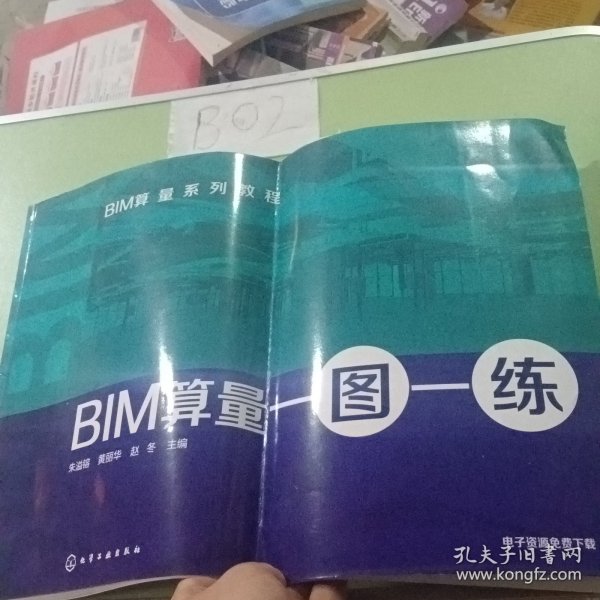 B02
BIM算量系列教程
BIM算量一图一练
朱溢镕 黄丽华 赵冬 主编
化学工业出版社
电子资源免费下载
孔夫子旧书网
www.kongfz.com